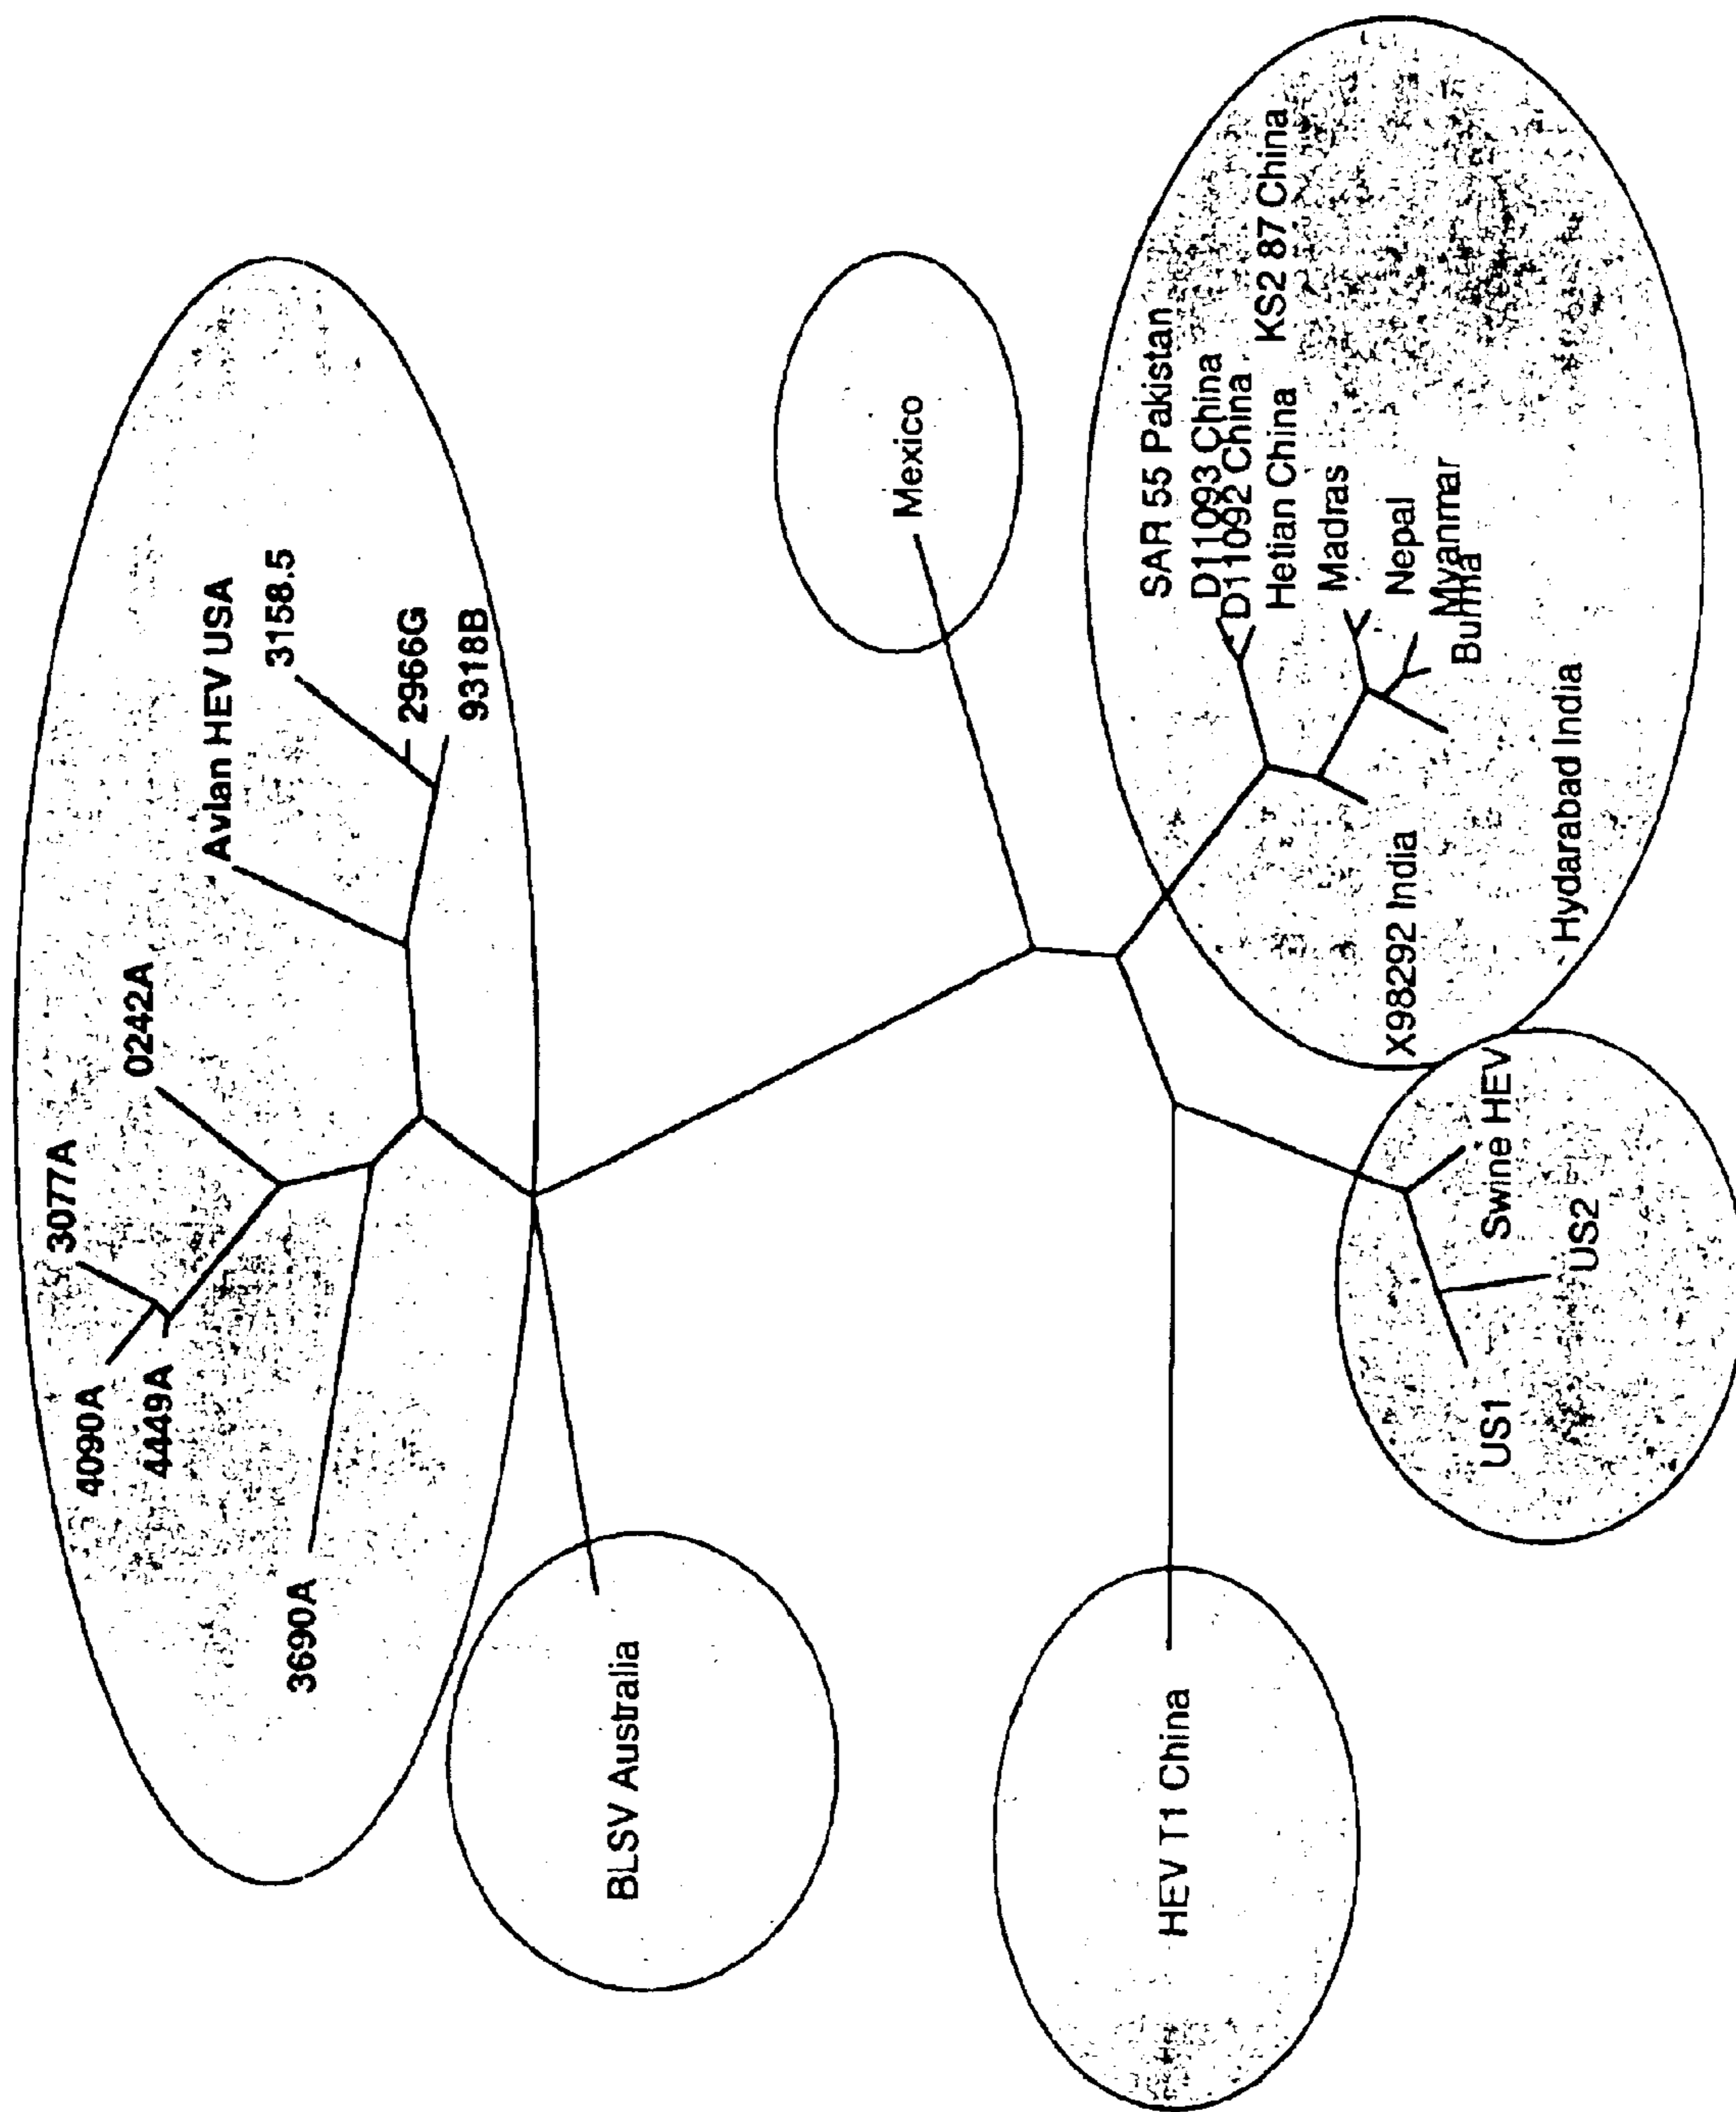 4090A
3077A
4449A
0242A
3690A
Avian HEV USA
3158.5
2966G
9318B
BLSV Australia
Mexico
HEV T1 China
SAR 55 Pakistan
D11093 China
D11092 China
KS2 87 China
Hetian China
Madras
Nepal
Myanmar
Burma
X98292 India
Hydarabad India
Swine HEV
US1
US2